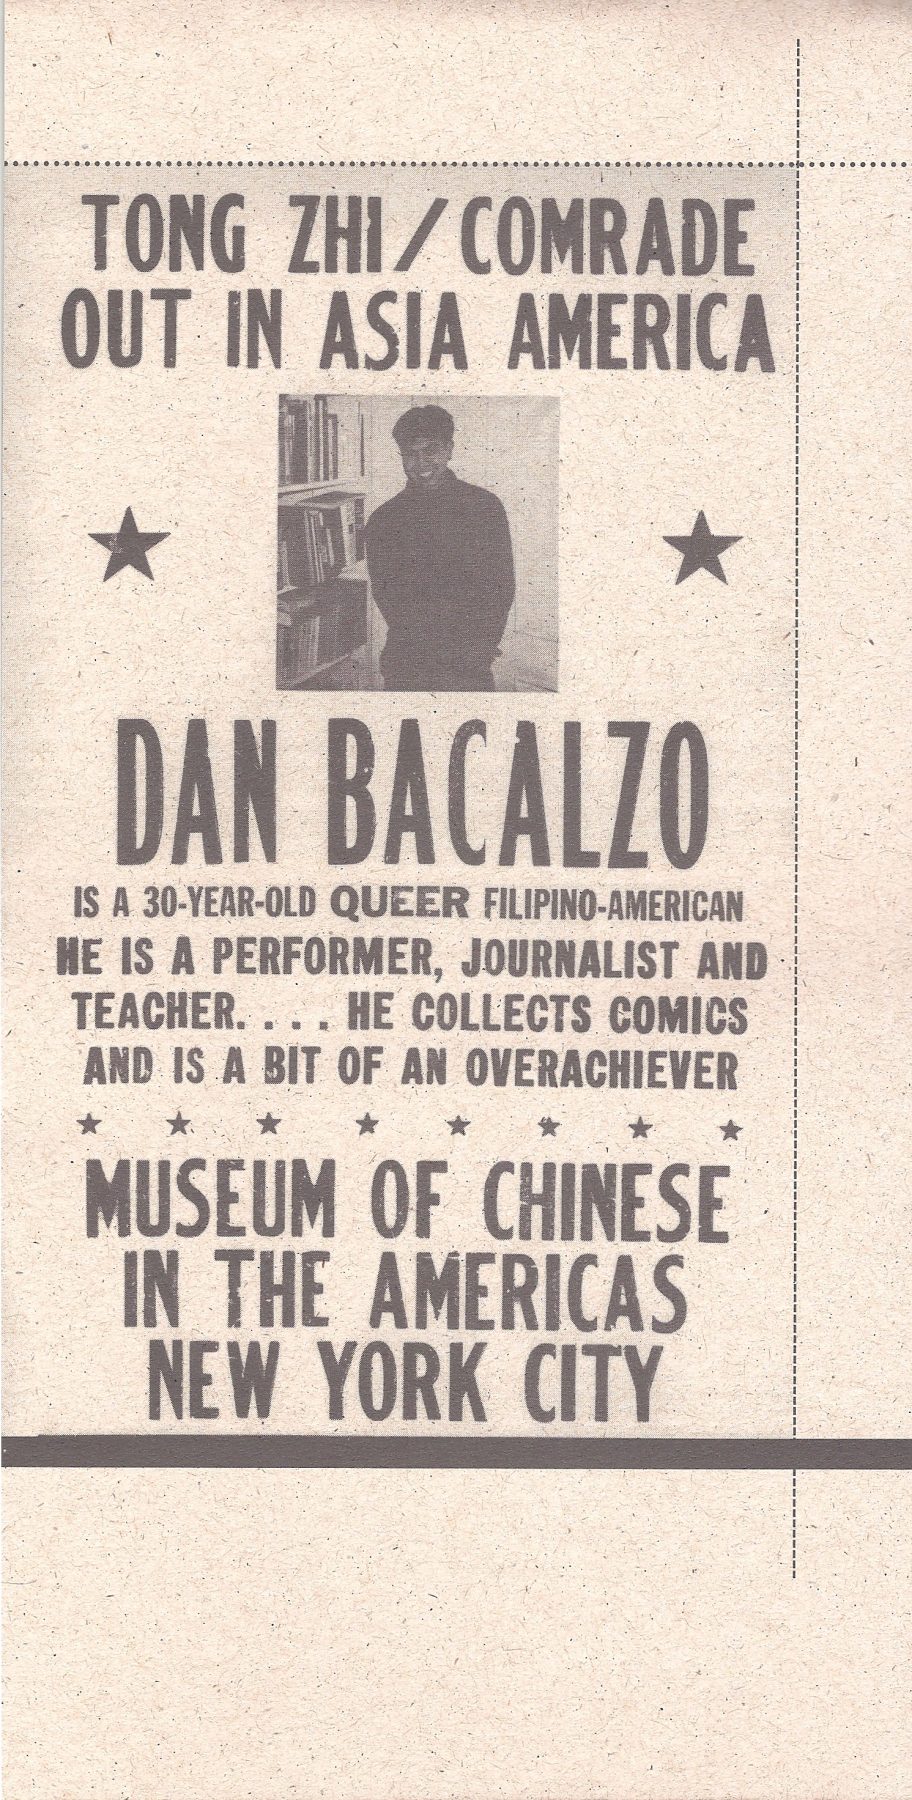 TONG ZHI/COMRADE
OUT IN ASIA AMERICA
DAN BACALZO
IS A 30-YEAR-OLD QUEER FILIPINO-AMERICAN
HE IS A PERFORMER, JOURNALIST AND
TEACHER. . . . HE COLLECTS COMICS
AND IS A BIT OF AN OVERACHIEVER
MUSEUM OF CHINESE
IN THE AMERICAS
NEW YORK CITY